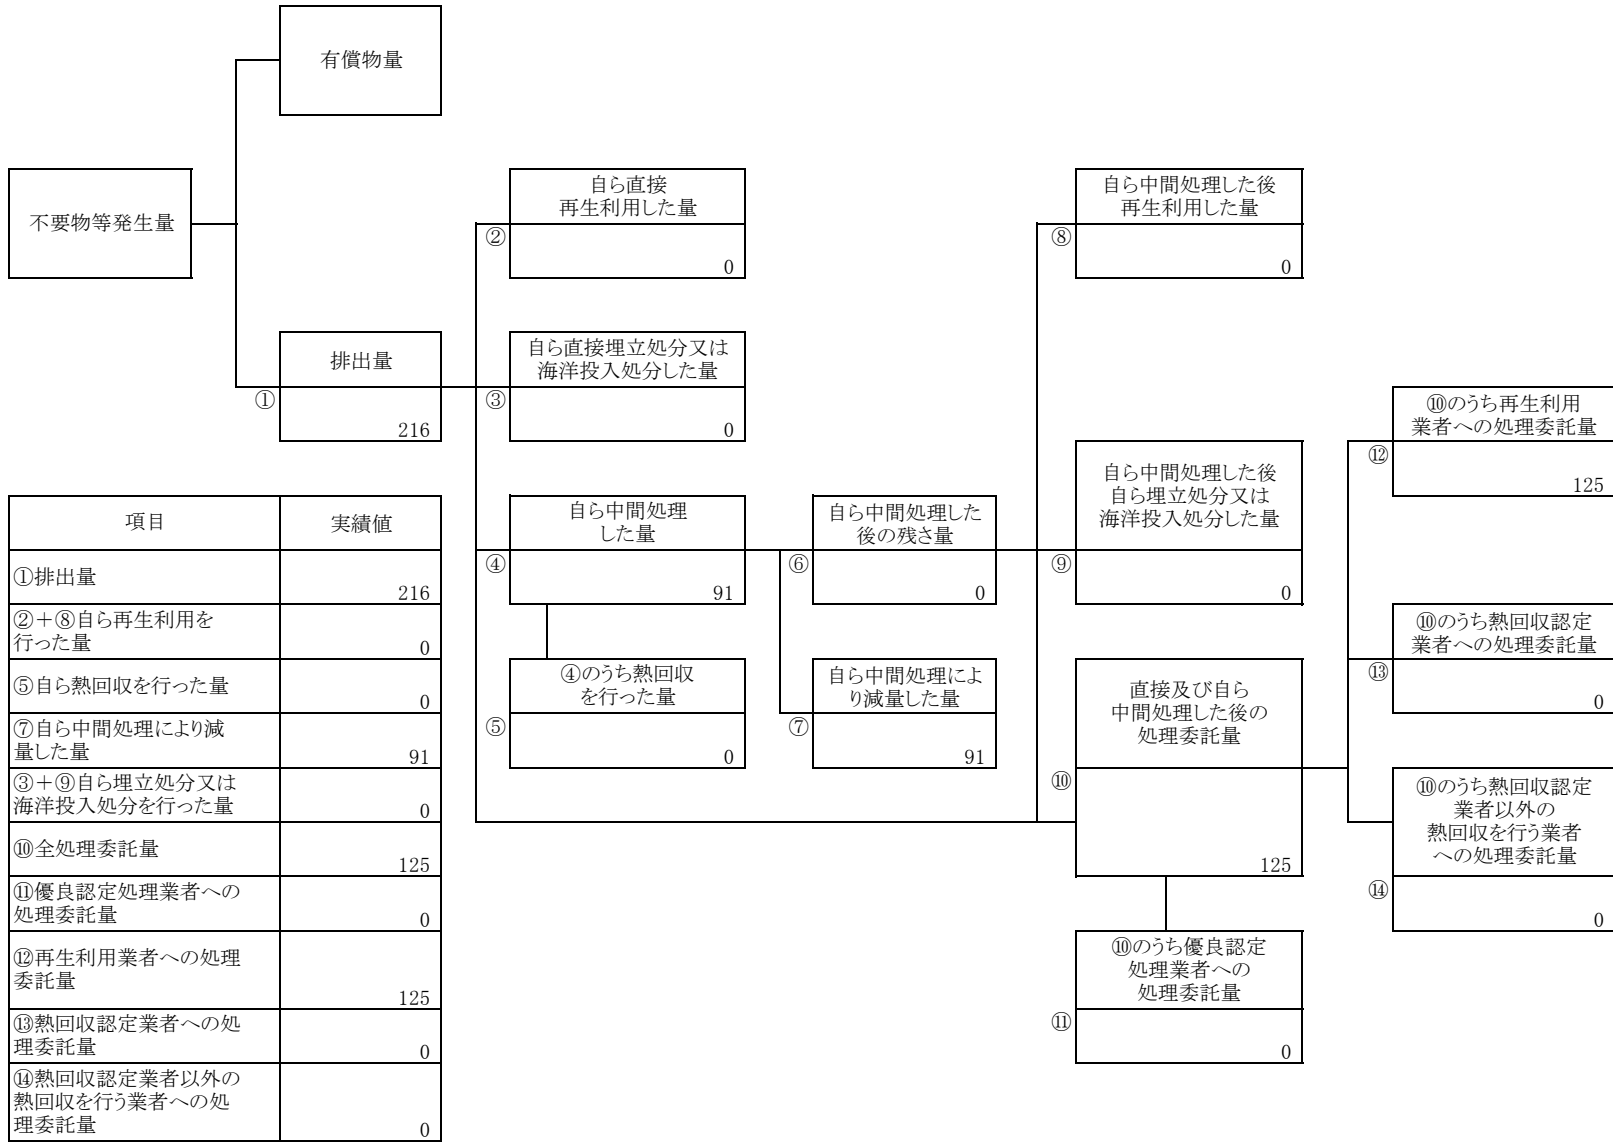 有償物量
不要物等発生量
自ら直接
再生利用した量
②
0
自ら中間処理した後
再生利用した量
⑧
0
排出量
①
216
自ら直接埋立処分又は
海洋投入処分した量
③
0
⑩のうち再生利用
業者への処理委託量
⑫
125
自ら中間処理
した量
④
91
自ら中間処理した
後の残さ量
⑥
0
自ら中間処理した後
自ら埋立処分又は
海洋投入処分した量
⑨
0
⑩のうち熱回収認定
業者への処理委託量
⑬
0
④のうち熱回収
を行った量
⑤
0
自ら中間処理によ
り減量した量
⑦
91
直接及び自ら
中間処理した後の
処理委託量
⑩
125
⑩のうち熱回収認定
業者以外の
熱回収を行う業者
への処理委託量
⑭
0
⑩のうち優良認定
処理業者への
処理委託量
⑪
0
項目 実績値
①排出量
216
②+⑧自ら再生利用を
行った量
0
⑤自ら熱回収を行った量
0
⑦自ら中間処理により減
量した量
91
③+⑨自ら埋立処分又は
海洋投入処分を行った量
0
⑩全処理委託量
125
⑪優良認定処理業者への
処理委託量
0
⑫再生利用業者への処理
委託量
125
⑬熱回収認定業者への処
理委託量
0
⑭熱回収認定業者以外の
熱回収を行う業者への処
理委託量
0